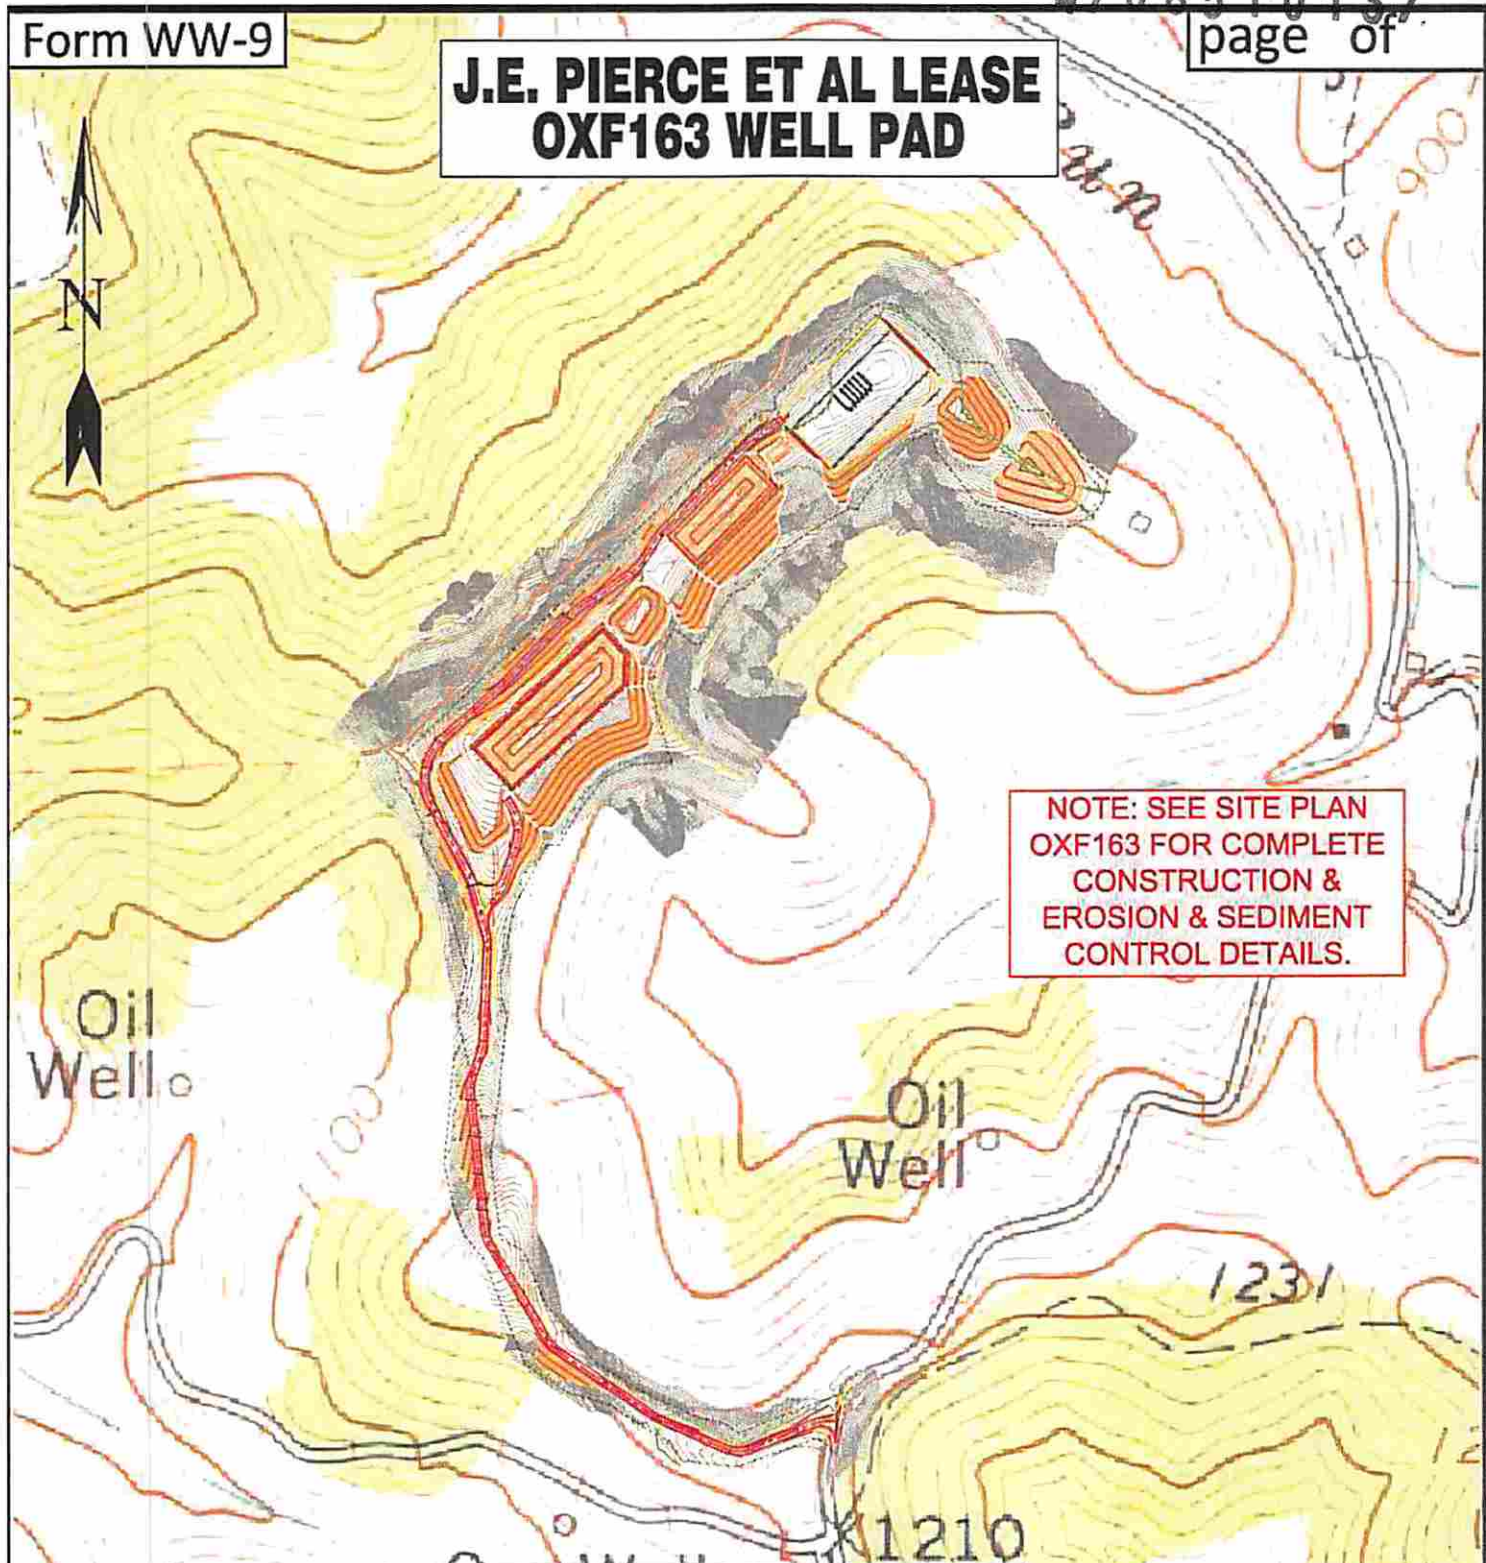 Form WW-9
page of
J.E. PIERCE ET AL LEASE
OXF163 WELL PAD
900
N
NOTE: SEE SITE PLAN
OXF163 FOR COMPLETE
CONSTRUCTION &
EROSION & SEDIMENT
CONTROL DETAILS.
Oil
Well
Oil
Well
1231
1210